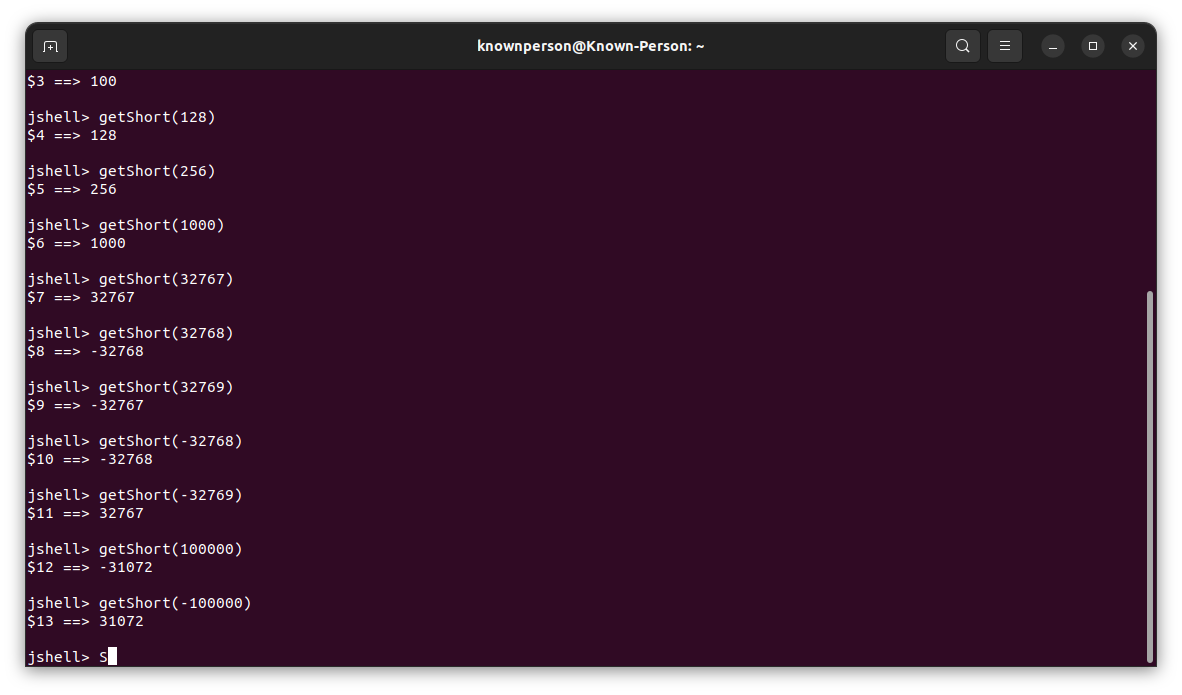 knownperson@Known-Person: ~
$3 ==> 100
jshell> getShort(128)
$4 ==> 128
jshell> getShort(256)
$5 ==> 256
jshell> getShort(1000)
$6 ==> 1000
jshell> getShort(32767)
$7 ==> 32767
jshell> getShort(32768)
$8 ==> -32768
jshell> getShort(32769)
$9 ==> -32767
jshell> getShort(-32768)
$10 ==> -32768
jshell> getShort(-32769)
$11 ==> 32767
jshell> getShort(100000)
$12 ==> -31072
jshell> getShort(-100000)
$13 ==> 31072
jshell> S